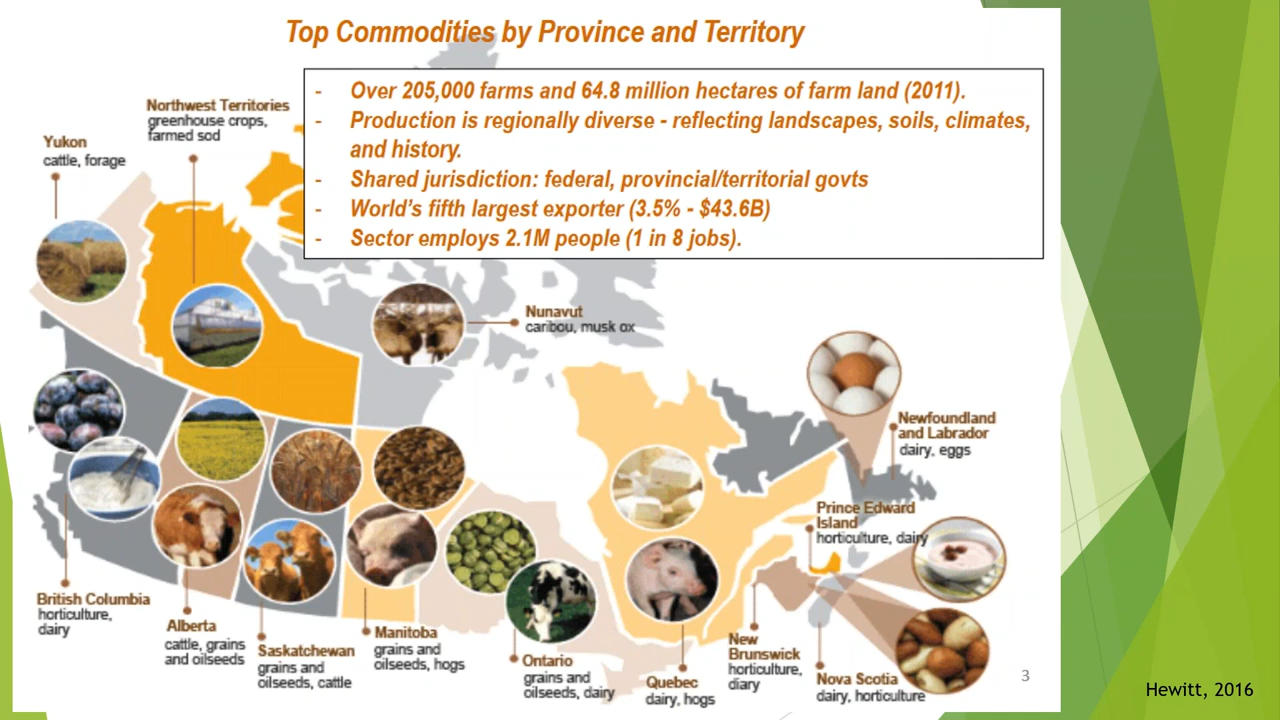 Top Commodities by Province and Territory
- Over 205,000 farms and 64.8 million hectares of farm land (2011).
- Production is regionally diverse - reflecting landscapes, soils, climates,
and history.
- Shared jurisdiction: federal, provincial/territorial govts
- World's fifth largest exporter (3.5% - $43.6B)
- Sector employs 2.1M people (1 in 8 jobs).
Northwest Territories
greenhouse crops,
farmed sod
Yukon
cattle, forage
Nunavut
caribou, musk ox
Newfoundland
and Labrador
dairy, eggs
Prince Edward
Island
horticulture, dairy
British Columbia
horticulture,
dairy
Alberta
cattle, grains
and oilseeds
Saskatchewan
grains and
oilseeds, cattle
Manitoba
grains and
oilseeds, hogs
Ontario
grains and
oilseeds, dairy
Quebec
dairy, hogs
New
Brunswick
horticulture,
diary
Nova Scotia
dairy, horticulture
3
Hewitt, 2016